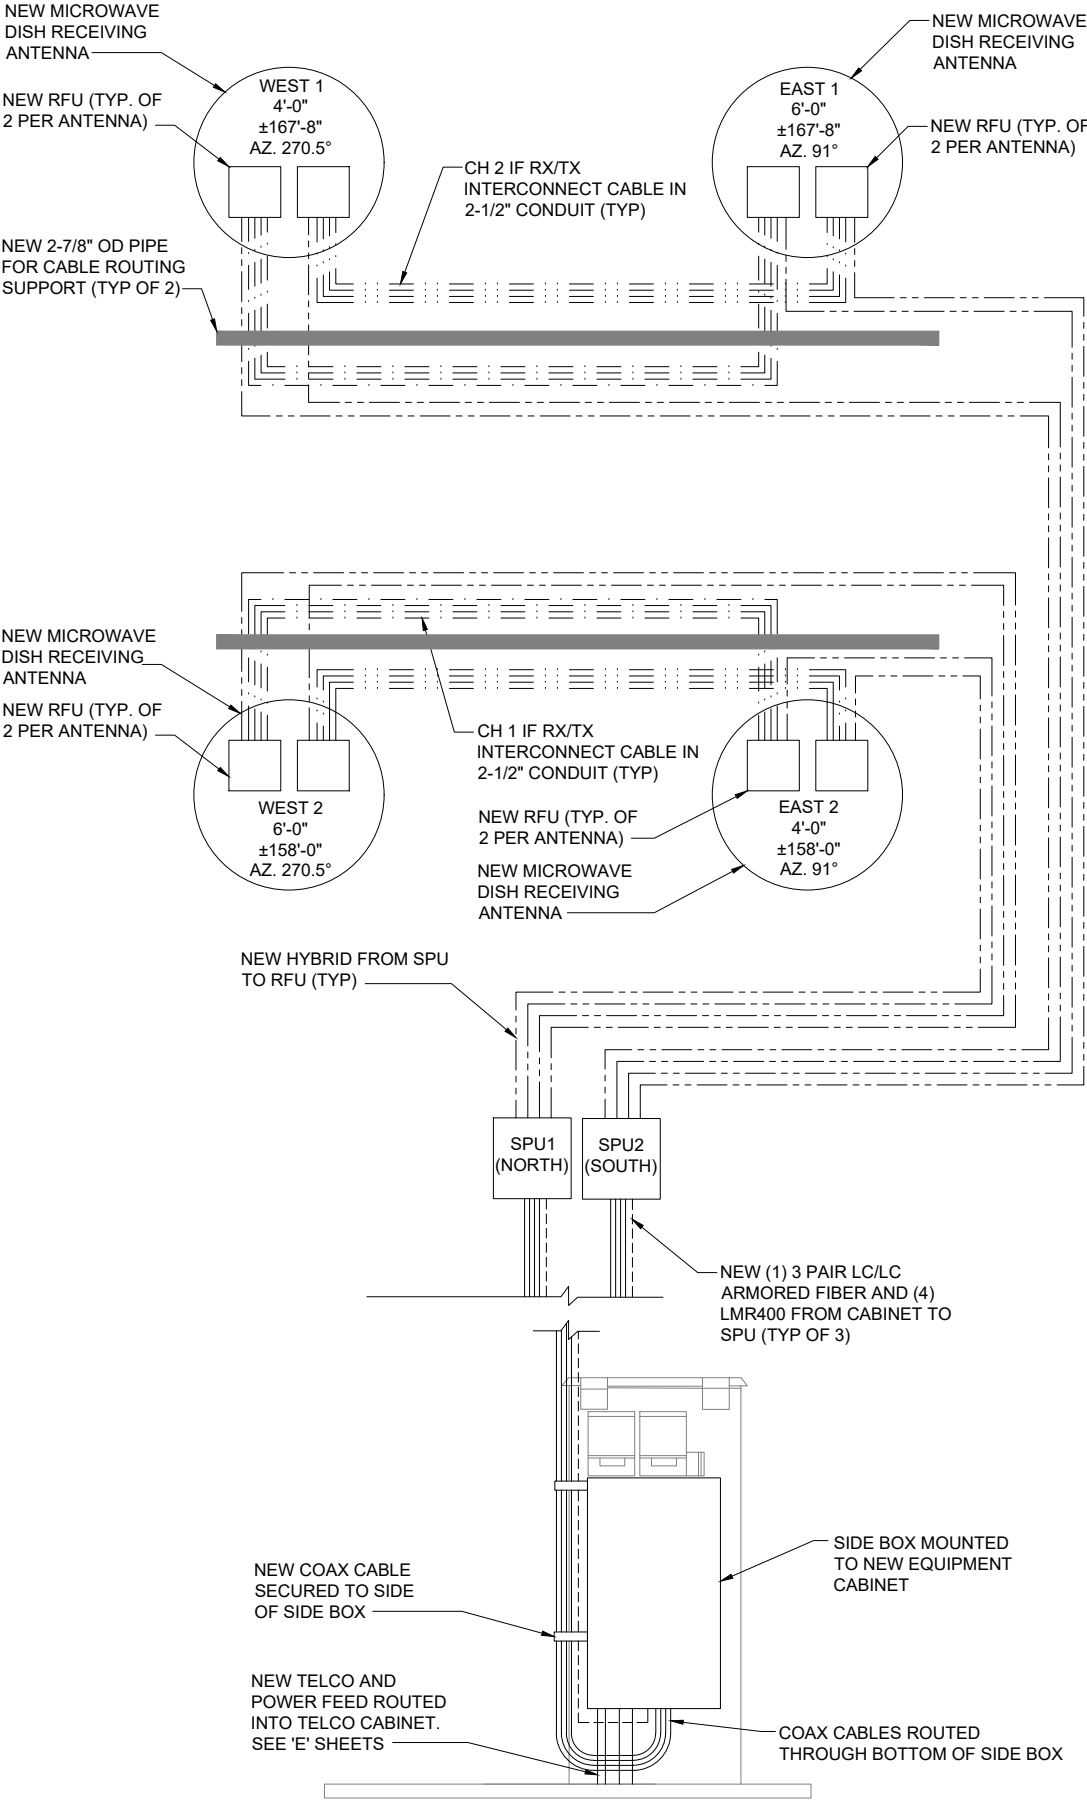 NEW MICROWAVE
DISH RECEIVING
ANTENNA
NEW RFU (TYP. OF
2 PER ANTENNA)
WEST 1
4'-0"
±167'-8"
AZ. 270.5°
CH 2 IF RX/TX
INTERCONNECT CABLE IN
2-1/2" CONDUIT (TYP)
EAST 1
6'-0"
±167'-8"
AZ. 91°
NEW MICROWAVE
DISH RECEIVING
ANTENNA
NEW RFU (TYP. OF
2 PER ANTENNA)
NEW 2-7/8" OD PIPE
FOR CABLE ROUTING
SUPPORT (TYP OF 2)
NEW MICROWAVE
DISH RECEIVING
ANTENNA
NEW RFU (TYP. OF
2 PER ANTENNA)
WEST 2
6'-0"
±158'-0"
AZ. 270.5°
CH 1 IF RX/TX
INTERCONNECT CABLE IN
2-1/2" CONDUIT (TYP)
NEW RFU (TYP. OF
2 PER ANTENNA)
NEW MICROWAVE
DISH RECEIVING
ANTENNA
EAST 2
4'-0"
±158'-0"
AZ. 91°
NEW HYBRID FROM SPU
TO RFU (TYP)
SPU1
(NORTH)
SPU2
(SOUTH)
NEW (1) 3 PAIR LC/LC
ARMORED FIBER AND (4)
LMR400 FROM CABINET TO
SPU (TYP OF 3)
SIDE BOX MOUNTED
TO NEW EQUIPMENT
CABINET
NEW COAX CABLE
SECURED TO SIDE
OF SIDE BOX
NEW TELCO AND
POWER FEED ROUTED
INTO TELCO CABINET.
SEE 'E' SHEETS
COAX CABLES ROUTED
THROUGH BOTTOM OF SIDE BOX